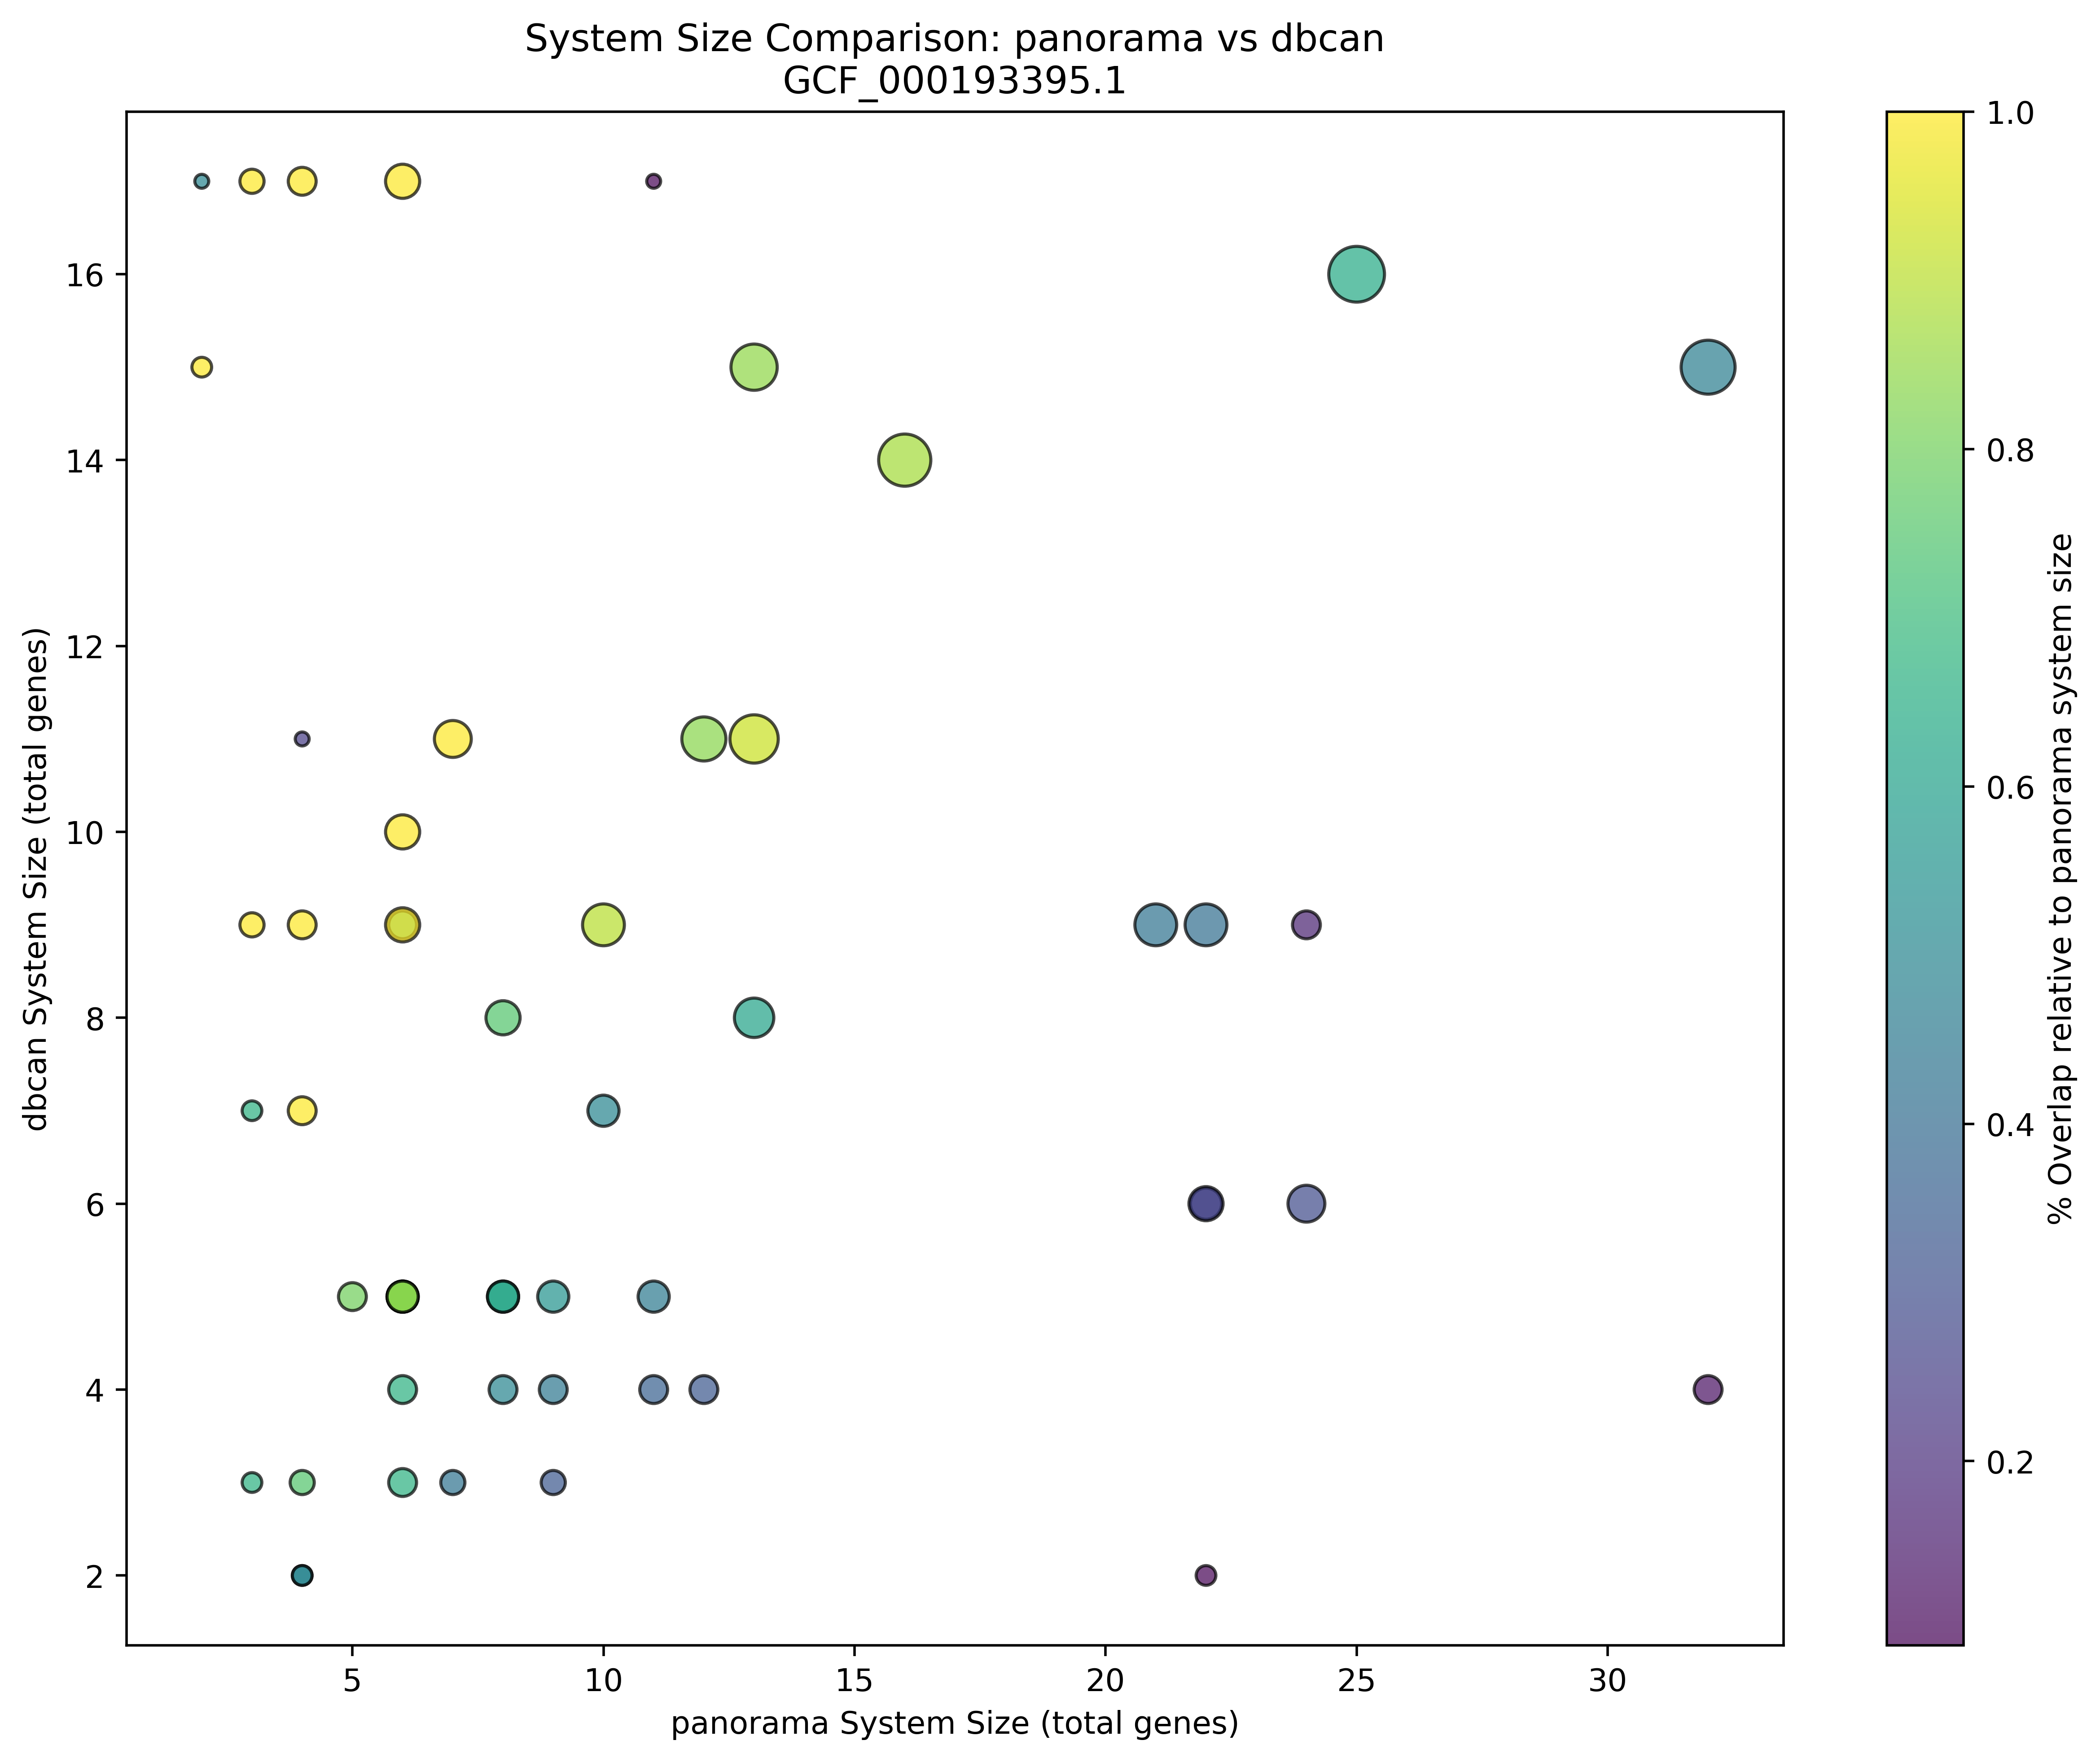 System Size Comparison: panorama vs dbcan
GCF_000193395.1
dbcan System Size (total genes)
16
14
12
10
8
6
4
2
5 10 15 20 25 30
panorama System Size (total genes)
1.0
0.8
0.6
0.4
0.2
% Overlap relative to panorama system size